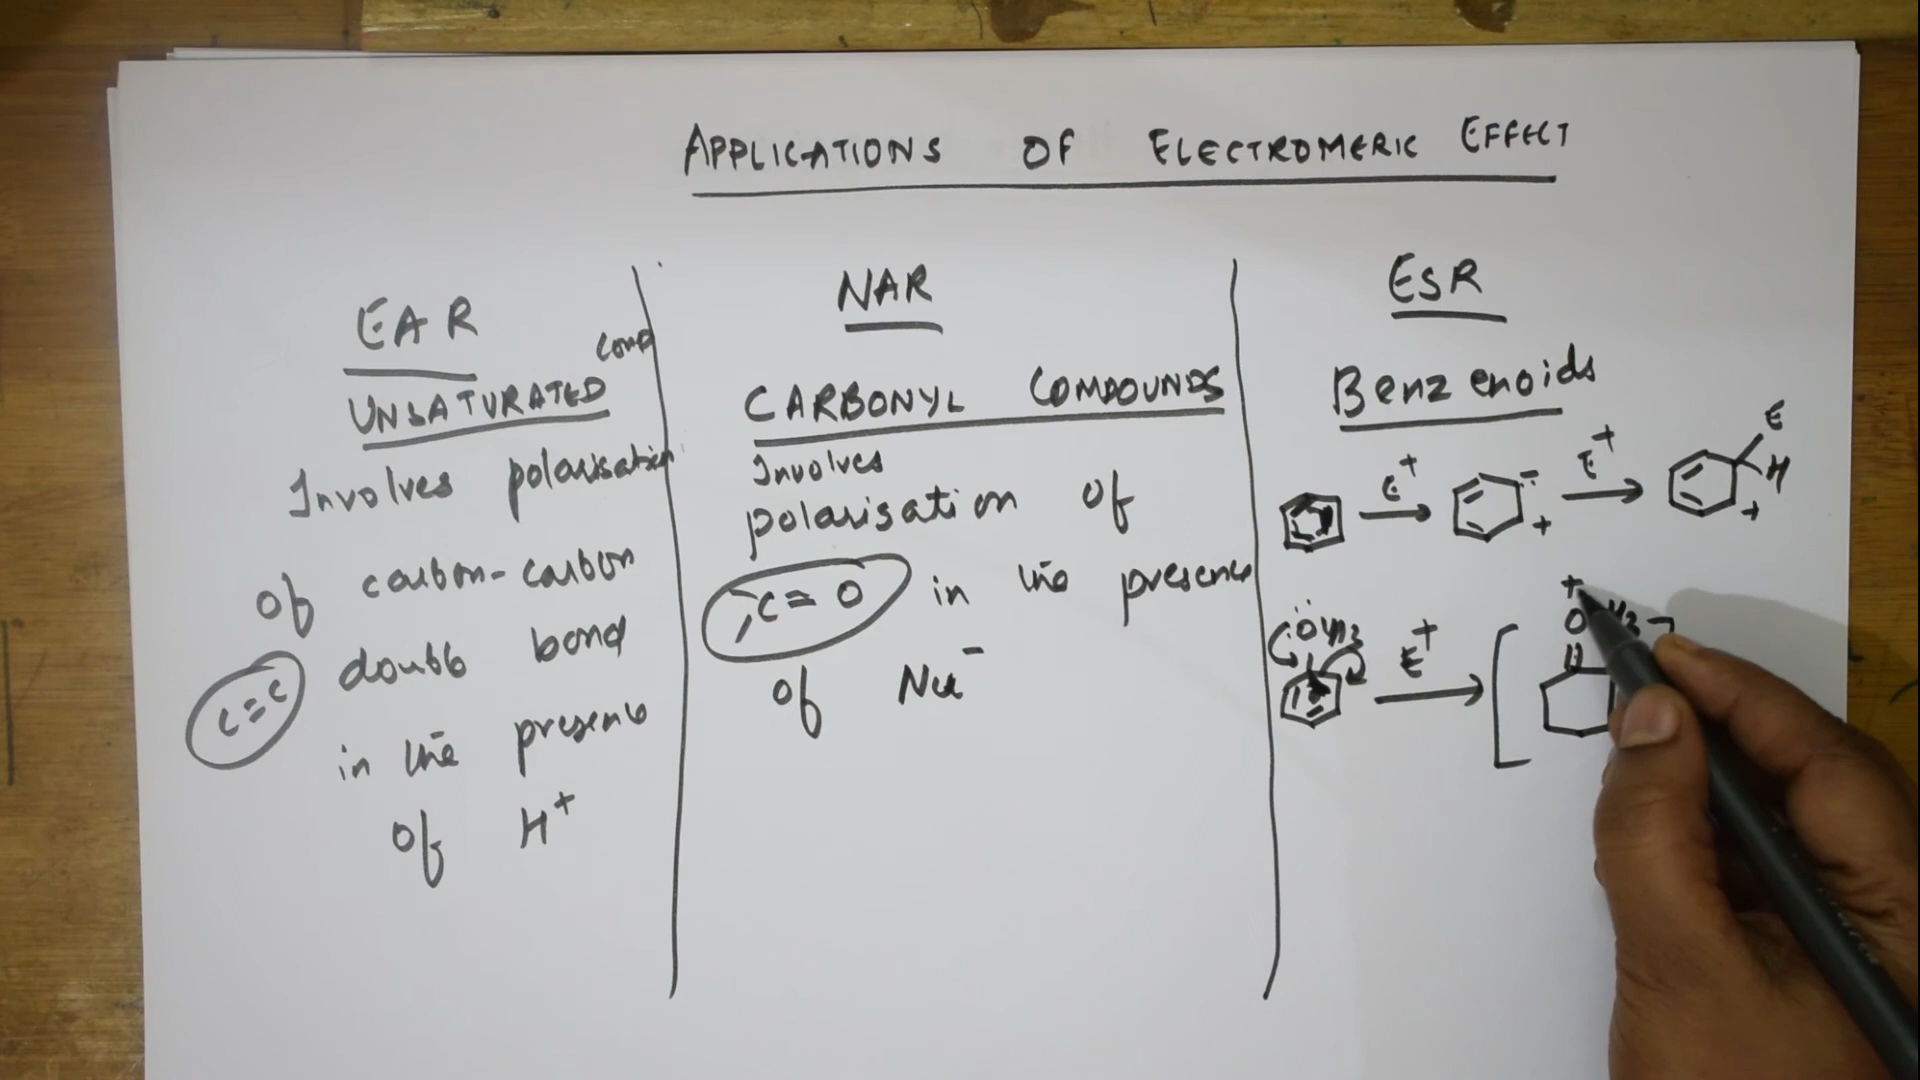 APPLICATIONS OF ELECTROMERIC EFFECT
EAR
UNSATURATED comp
Involves polarisation
of carbon-carbon
C=C double bond
in the presence
of H+
NAR
CARBONYL COMPOUNDS
Involves
polarisation of
C=O in the presence
of Nu-
ESR
Benzenoids
E+ E+ E
H
- +
+
E+
+
O